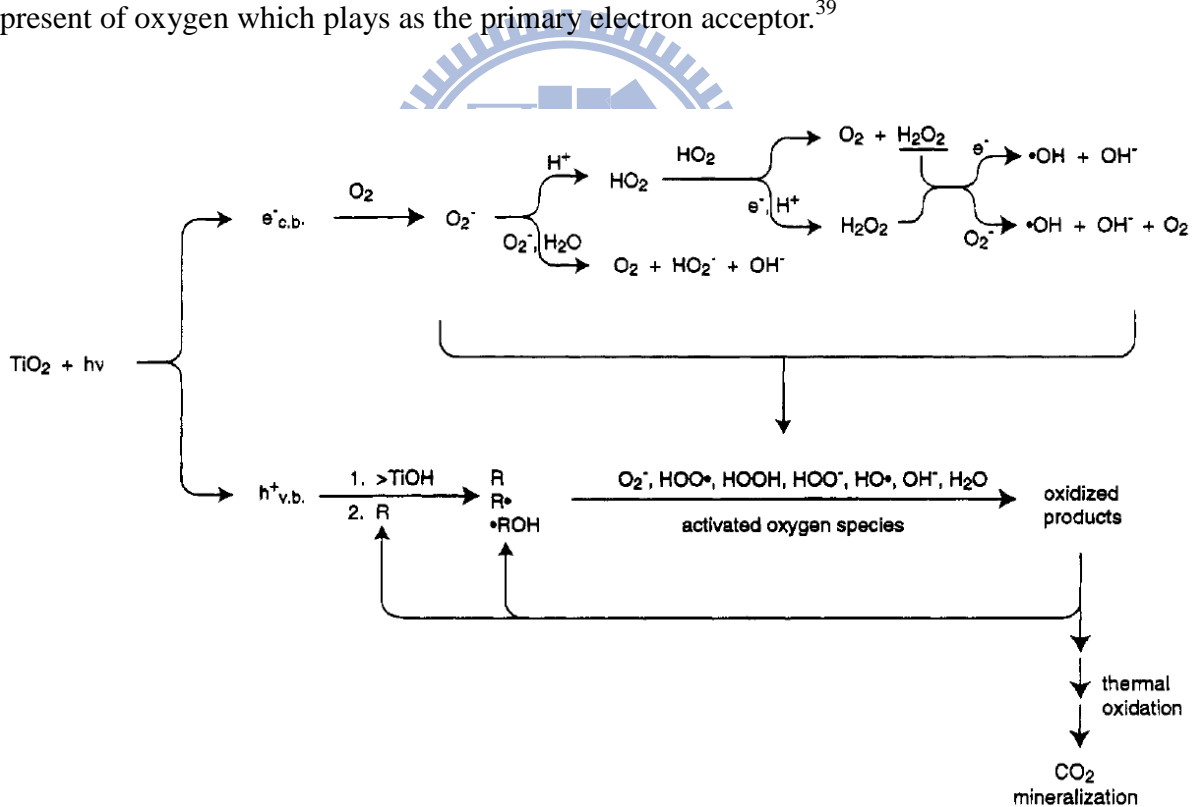 present of oxygen which plays as the primary electron acceptor.³⁹
O₂ + H₂O₂
e⁻
•OH + OH⁻
H⁺
HO₂
HO₂
O₂
e⁻c.b.
O₂⁻
e⁻, H⁺
H₂O₂
O₂⁻
•OH + OH⁻ + O₂
O₂⁻, H₂O
O₂ + HO₂⁻ + OH⁻
TiO₂ + hν
h⁺v.b.
1. >TiOH
2. R
R
R•
•ROH
O₂⁻, HOO•, HOOH, HOO⁻, HO•, OH⁻, H₂O
activated oxygen species
oxidized
products
thermal
oxidation
CO₂
mineralization